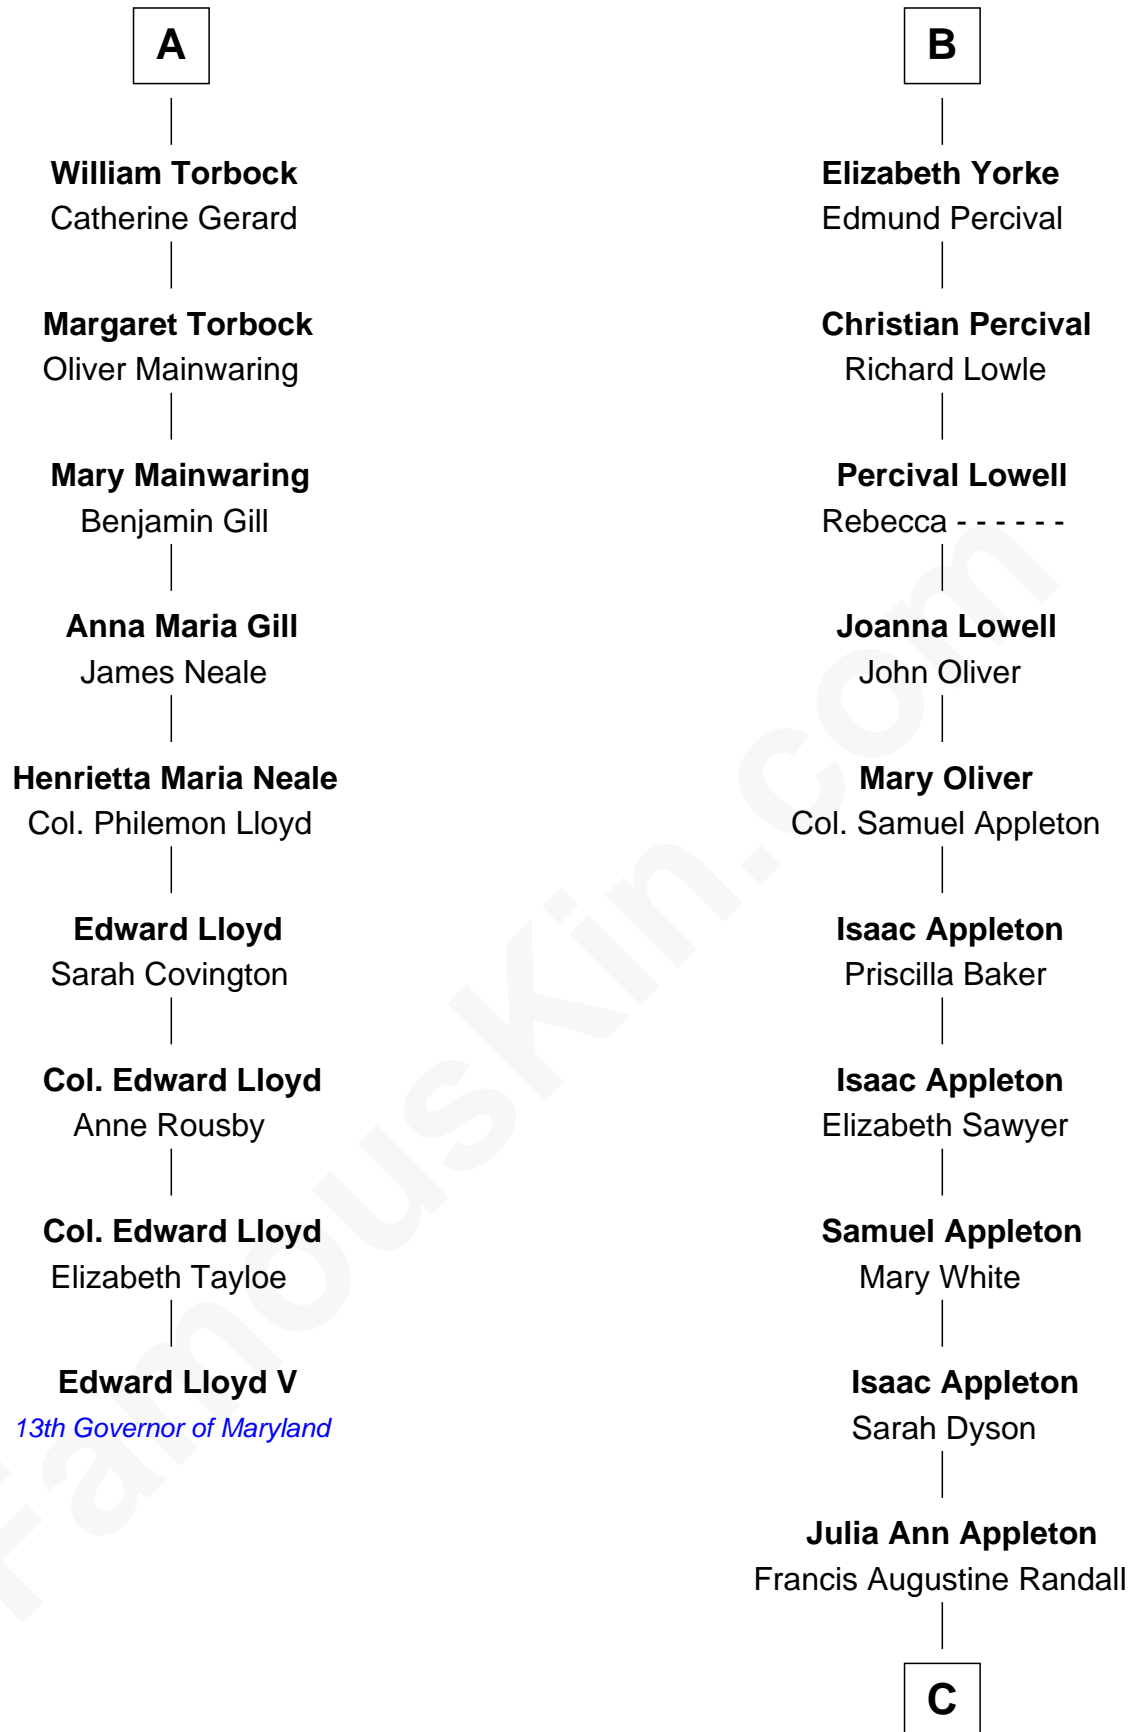 A
William Torbock
Catherine Gerard
Margaret Torbock
Oliver Mainwaring
Mary Mainwaring
Benjamin Gill
Anna Maria Gill
James Neale
Henrietta Maria Neale
Col. Philemon Lloyd
Edward Lloyd
Sarah Covington
Col. Edward Lloyd
Anne Rousby
Col. Edward Lloyd
Elizabeth Tayloe
Edward Lloyd V
13th Governor of Maryland
B
Elizabeth Yorke
Edmund Percival
Christian Percival
Richard Lowle
Percival Lowell
Rebecca - - - - - -
Joanna Lowell
John Oliver
Mary Oliver
Col. Samuel Appleton
Isaac Appleton
Priscilla Baker
Isaac Appleton
Elizabeth Sawyer
Samuel Appleton
Mary White
Isaac Appleton
Sarah Dyson
Julia Ann Appleton
Francis Augustine Randall
C
FamousKin.com